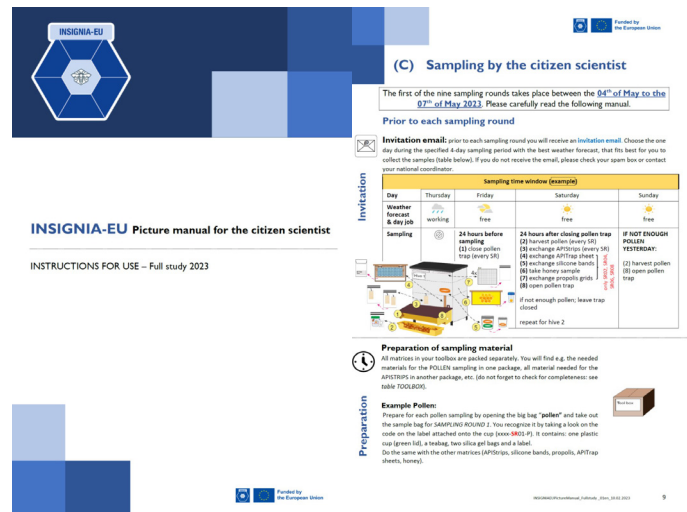 INSIGNIA-EU
INSIGNIA-EU Picture manual for the citizen scientist
INSTRUCTIONS FOR USE – Full study 2023
Funded by
the European Union
Funded by
the European Union
(C) Sampling by the citizen scientist
The first of the nine sampling rounds takes place between the 04th of May to the
07th of May 2023. Please carefully read the following manual.
Prior to each sampling round
Invitation
Invitation email: prior to each sampling round you will receive an invitation email. Choose the one
day during the specified 4-day sampling period with the best weather forecast, that fits best for you to
collect the samples (table below). If you do not receive the email, please check your spam box or contact
your national coordinator.
Sampling time window (example)
Day Thursday Friday Saturday Sunday
Weather
forecast
& day job
working free free free
Sampling
24 hours before
sampling
(1) close pollen
trap (every SR)
24 hours after closing pollen trap
(2) harvest pollen (every SR)
(3) exchange APIStrips (every SR)
(4) exchange APITrap sheet
(5) exchange silicone bands
(6) take honey sample
(7) exchange propolis grids
(8) open pollen trap
if not enough pollen; leave trap
closed
repeat for hive 2
IF NOT ENOUGH
POLLEN
YESTERDAY:
(2) harvest pollen
(8) open pollen
trap
Preparation
Preparation of sampling material
All matrices in your toolbox are packed separately. You will find e.g. the needed
materials for the POLLEN sampling in one package, all material needed for the
APISTRIPS in another package, etc. (do not forget to check for completeness: see
table TOOLBOX).
Example Pollen:
Prepare for each pollen sampling by opening the big bag "pollen" and take out
the sample bag for SAMPLING ROUND 1. You recognize it by taking a look on the
code on the label attached onto the cup (xxxx-SR01-P). It contains: one plastic
cup (green lid), a teabag, two silica gel bags and a label.
Do the same with the other matrices (APIStrips, silicone bands, propolis, APITrap
sheets, honey).
9